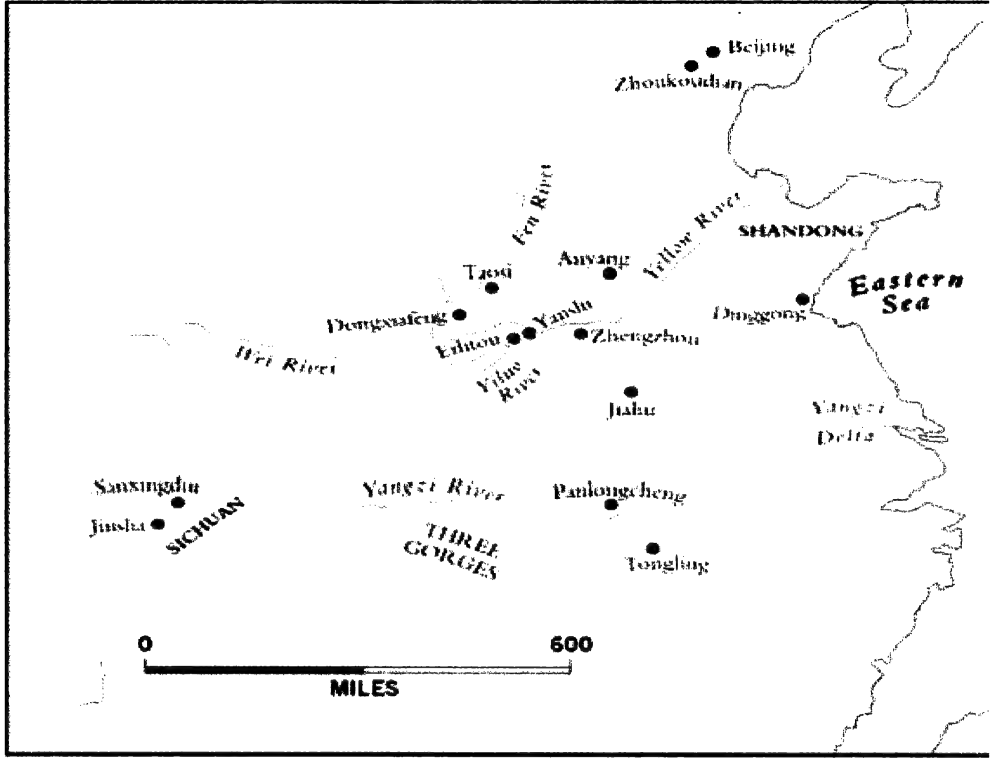 Beijing
Zhoukoudian
Fen River
Yellow River
SHANDONG
Anyang
Taosi
Eastern
Sea
Dinggong
Dongxiafeng
Yanshi
Erlitou
Zhengzhou
Wei River
Yiluo
River
Jiahu
Yangzi
Delta
Sanxingdui
Yangzi River
Panlongcheng
Jinsha
SICHUAN
THREE
GORGES
Tongling
0 600
MILES